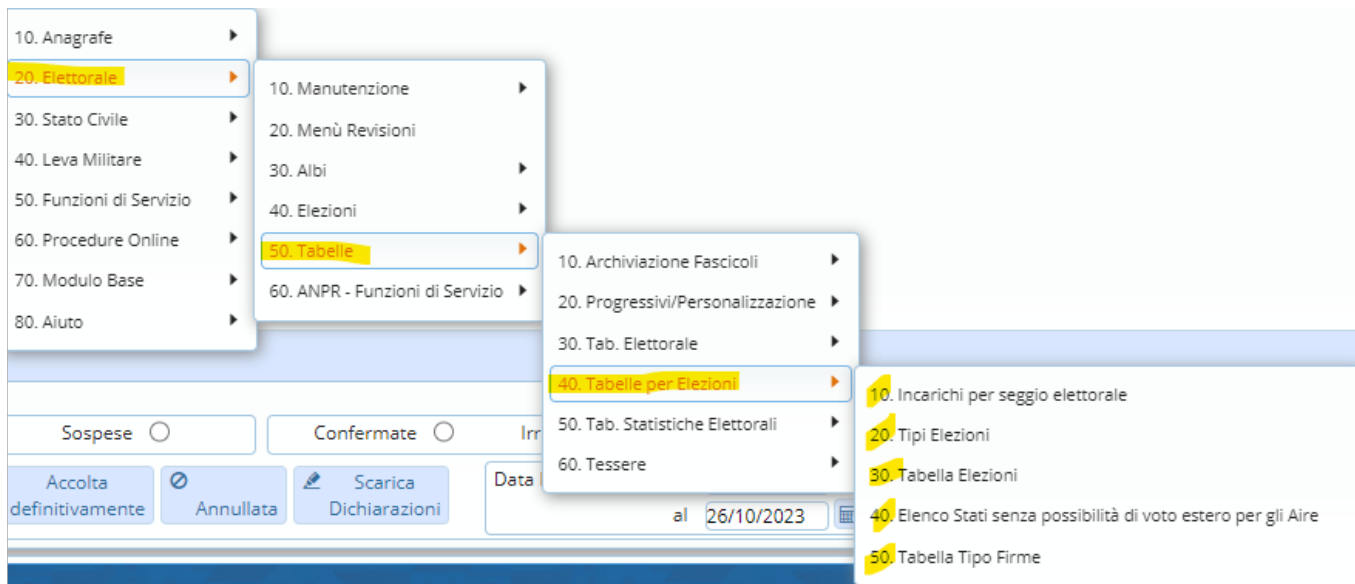 10. Anagrafe
20. Elettorale
30. Stato Civile
40. Leva Militare
50. Funzioni di Servizio
60. Procedure Online
70. Modulo Base
80. Aiuto
10. Manutenzione
20. Menù Revisioni
30. Albi
40. Elezioni
50. Tabelle
60. ANPR - Funzioni di Servizio
10. Archiviazione Fascicoli
20. Progressivi/Personalizzazione
30. Tab. Elettorale
40. Tabelle per Elezioni
50. Tab. Statistiche Elettorali
60. Tessere
10. Incarichi per seggio elettorale
20. Tipi Elezioni
30. Tabella Elezioni
40. Elenco Stati senza possibilità di voto estero per gli Aire
50. Tabella Tipo Firme
Sospese
Confermate
Irr
Accolta
definitivamente
Annullata
Scarica
Dichiarazioni
Data
al 26/10/2023